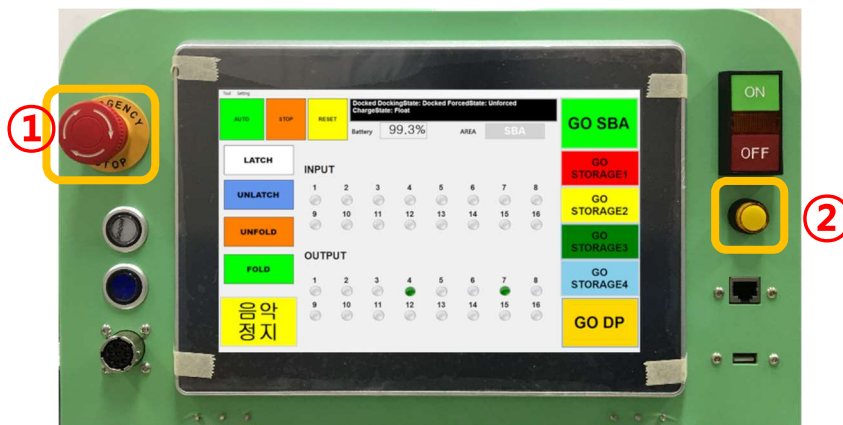 ①
EMERGENCY
STOP
Tool Setting
AUTO
STOP
RESET
Docked DockingState: Docked ForcedState: Unforced
ChargeState: Float
Battery 99.3% AREA SBA
LATCH
UNLATCH
UNFOLD
FOLD
음악
정지
INPUT
1 2 3 4 5 6 7 8
9 10 11 12 13 14 15 16
OUTPUT
1 2 3 4 5 6 7 8
9 10 11 12 13 14 15 16
GO SBA
GO
STORAGE1
GO
STORAGE2
GO
STORAGE3
GO
STORAGE4
GO DP
ON
OFF
②